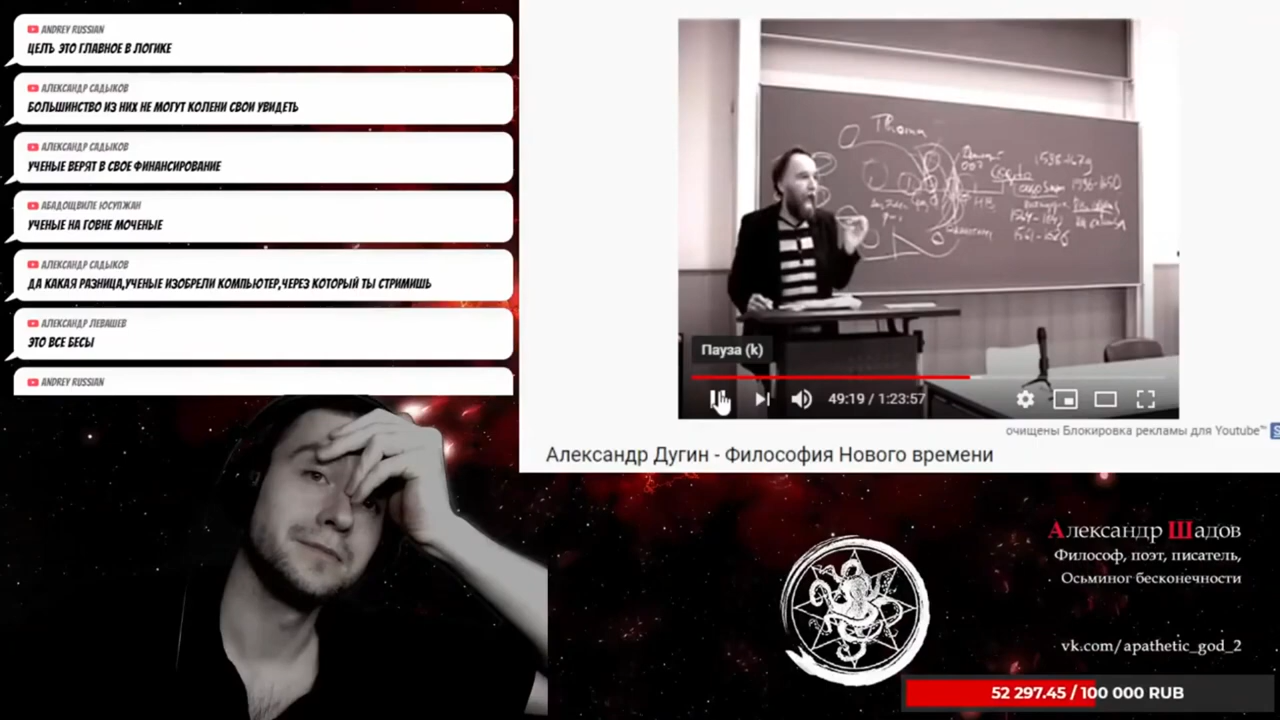 ANDREY RUSSIAN
ЦЕЛЬ ЭТО ГЛАВНОЕ В ЛОГИКЕ
АЛЕКСАНДР САДЫКОВ
БОЛЬШИНСТВО ИЗ НИХ НЕ МОГУТ КОЛЕНИ СВОИ УВИДЕТЬ
АЛЕКСАНДР САДЫКОВ
УЧЕНЫЕ ВЕРЯТ В СВОЕ ФИНАНСИРОВАНИЕ
АБАДОЩВИЛЕ ЮСУПЖАН
УЧЕНЫЕ НА ГОВНЕ МОЧЕНЫЕ
АЛЕКСАНДР САДЫКОВ
ДА КАКАЯ РАЗНИЦА,УЧЕНЫЕ ИЗОБРЕЛИ КОМПЬЮТЕР,ЧЕРЕЗ КОТОРЫЙ ТЫ СТРИМИШЬ
АЛЕКСАНДР ЛЕВАШЕВ
ЭТО ВСЕ БЕСЫ
ANDREY RUSSIAN
1596-1650
Пауза (k)
49:19 / 1:23:57
очищены Блокировка рекламы для Youtube™
Александр Дугин - Философия Нового времени
Александр Шадов
Философ, поэт, писатель,
Осьминог бесконечности
vk.com/apathetic_god_2
52 297.45 / 100 000 RUB